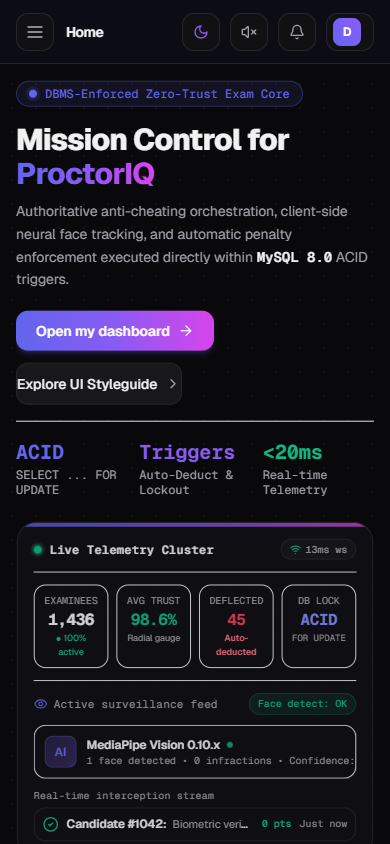 Home
D
DBMS-Enforced Zero-Trust Exam Core
Mission Control for
ProctorIQ
Authoritative anti-cheating orchestration, client-side
neural face tracking, and automatic penalty
enforcement executed directly within MySQL 8.0 ACID
triggers.
Open my dashboard →
Explore UI Styleguide >
ACID
SELECT ... FOR
UPDATE
Triggers
Auto-Deduct &
Lockout
<20ms
Real-time
Telemetry
Live Telemetry Cluster
13ms ws
EXAMINEES
1,436
● 100%
active
AVG TRUST
98.6%
Radial gauge
DEFLECTED
45
Auto-
deducted
DB LOCK
ACID
FOR UPDATE
Active surveillance feed
Face detect: OK
AI
MediaPipe Vision 0.10.x
1 face detected • 0 infractions • Confidence:
Real-time interception stream
Candidate #1042: Biometric veri… 0 pts Just now